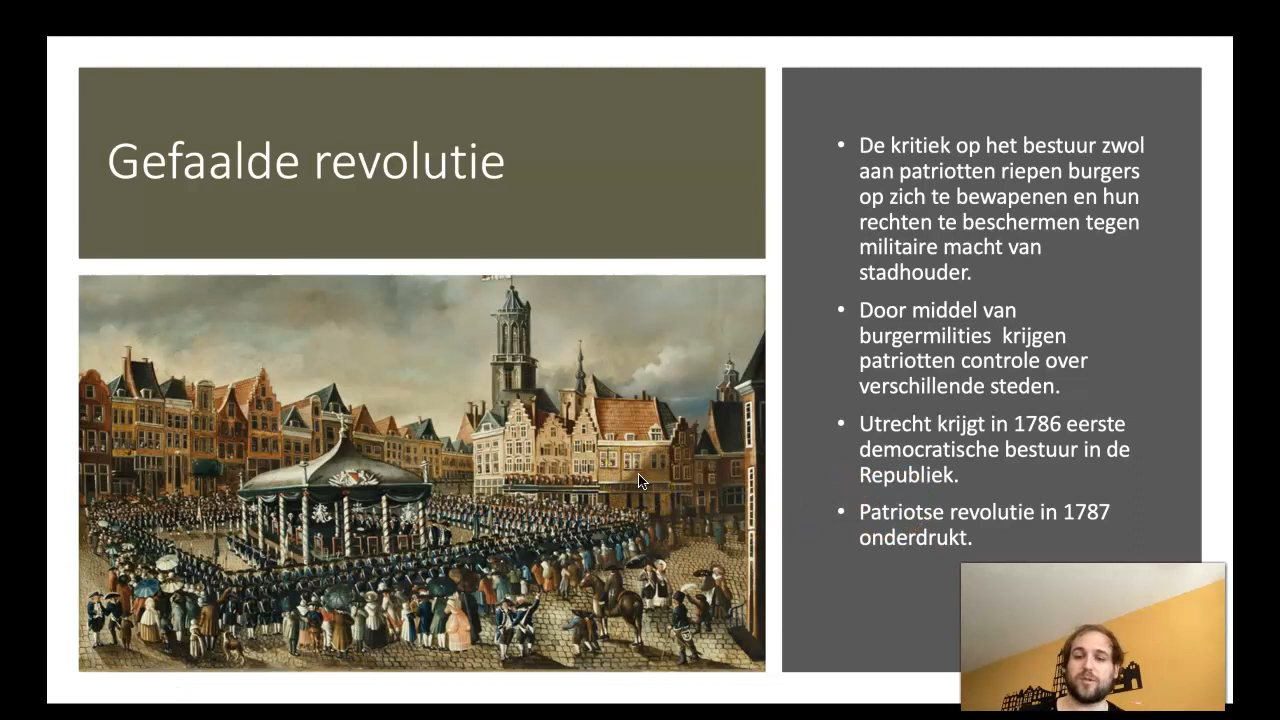 Gefaalde revolutie
• De kritiek op het bestuur zwol
aan patriotten riepen burgers
op zich te bewapenen en hun
rechten te beschermen tegen
militaire macht van
stadhouder.
• Door middel van
burgermilities  krijgen
patriotten controle over
verschillende steden.
• Utrecht krijgt in 1786 eerste
democratische bestuur in de
Republiek.
• Patriotse revolutie in 1787
onderdrukt.